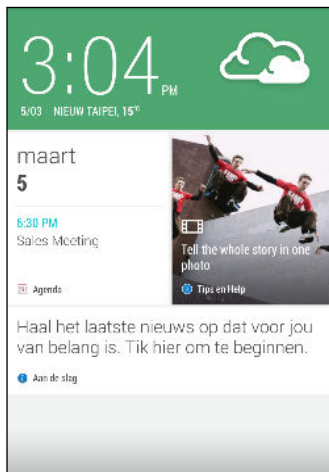 3:04 PM
5/03 NIEUW TAIPEI, 15°
maart
5
6:30 PM
Sales Meeting
Agenda
Tell the whole story in one
photo
Tips en Help
Haal het laatste nieuws op dat voor jou
van belang is. Tik hier om te beginnen.
Aan de slag